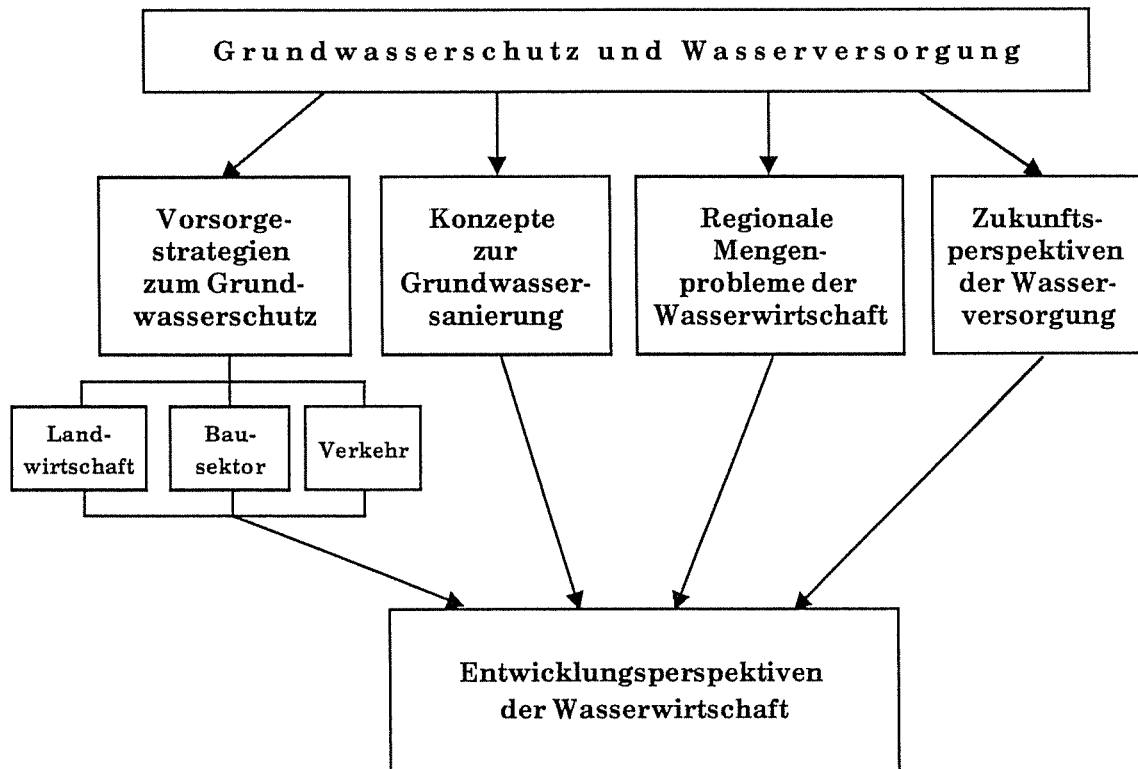 Grundwasserschutz und Wasserversorgung
Vorsorge-
strategien
zum Grund-
wasserschutz
Konzepte
zur
Grundwasser-
sanierung
Regionale
Mengen-
probleme der
Wasserwirtschaft
Zukunfts-
perspektiven
der Wasser-
versorgung
Land-
wirtschaft
Bau-
sektor
Verkehr
Entwicklungsperspektiven
der Wasserwirtschaft